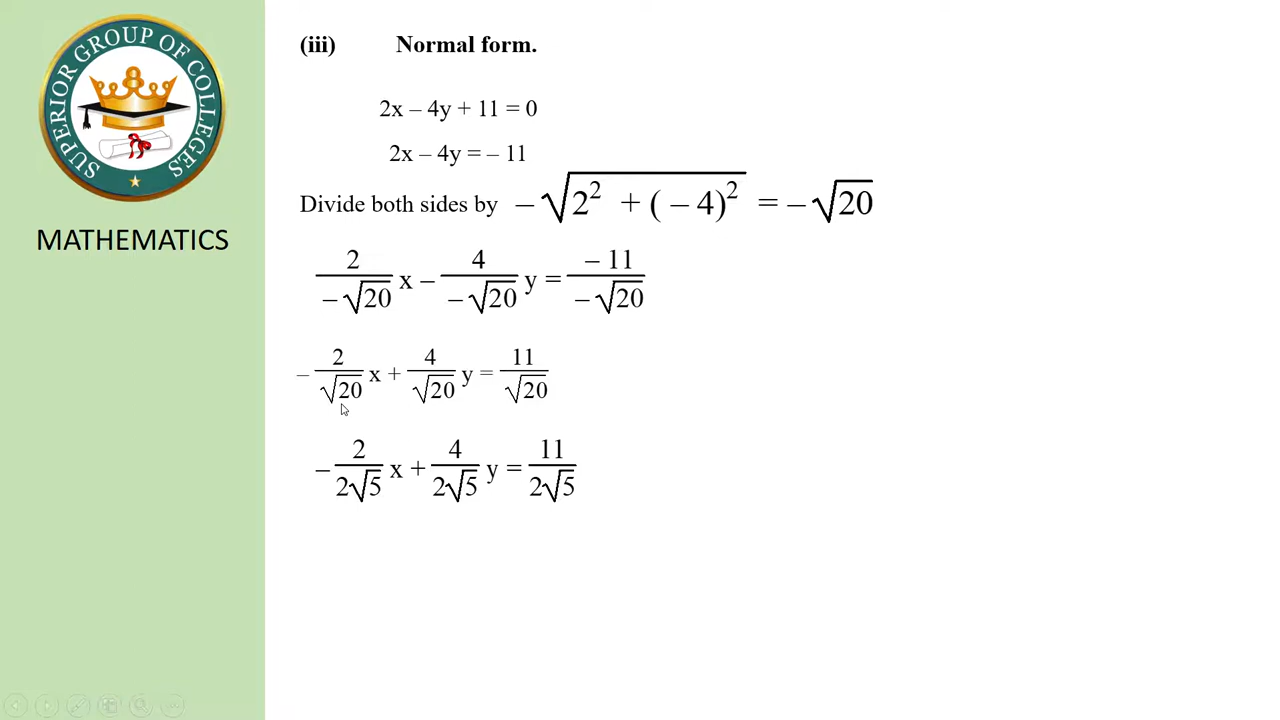 SUPERIOR GROUP OF COLLEGES
MATHEMATICS
(iii) Normal form.
2x – 4y + 11 = 0
2x – 4y = – 11
Divide both sides by –√(2² + (– 4)²) = –√20
2/(–√20) x – 4/(–√20) y = – 11/(–√20)
– 2/√20 x + 4/√20 y = 11/√20
– 2/(2√5) x + 4/(2√5) y = 11/(2√5)